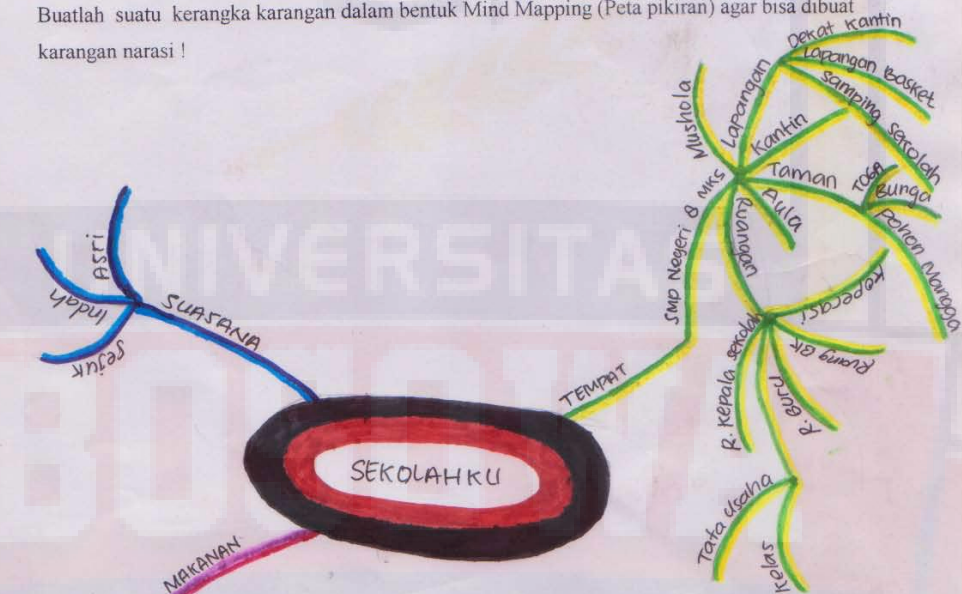 Buatlah suatu kerangka karangan dalam bentuk Mind Mapping (Peta pikiran) agar bisa dibuat
karangan narasi !
SEKOLAHKU
SUASANA
Asri
Indah
Sejuk
MAKANAN
TEMPAT
SMP Negeri 8 MKS
Mushola
Lapangan
Dekat Kantin
Lapangan Basket
Samping Sekolah
Kantin
Taman
TOGA
Bunga
Pohon Mangga
Aula
Ruangan
Koperasi
Ruang BK
R. Guru
R. Kepala Sekolah
Tata Usaha
Kelas
UNIVERSITAS
BOSOWA